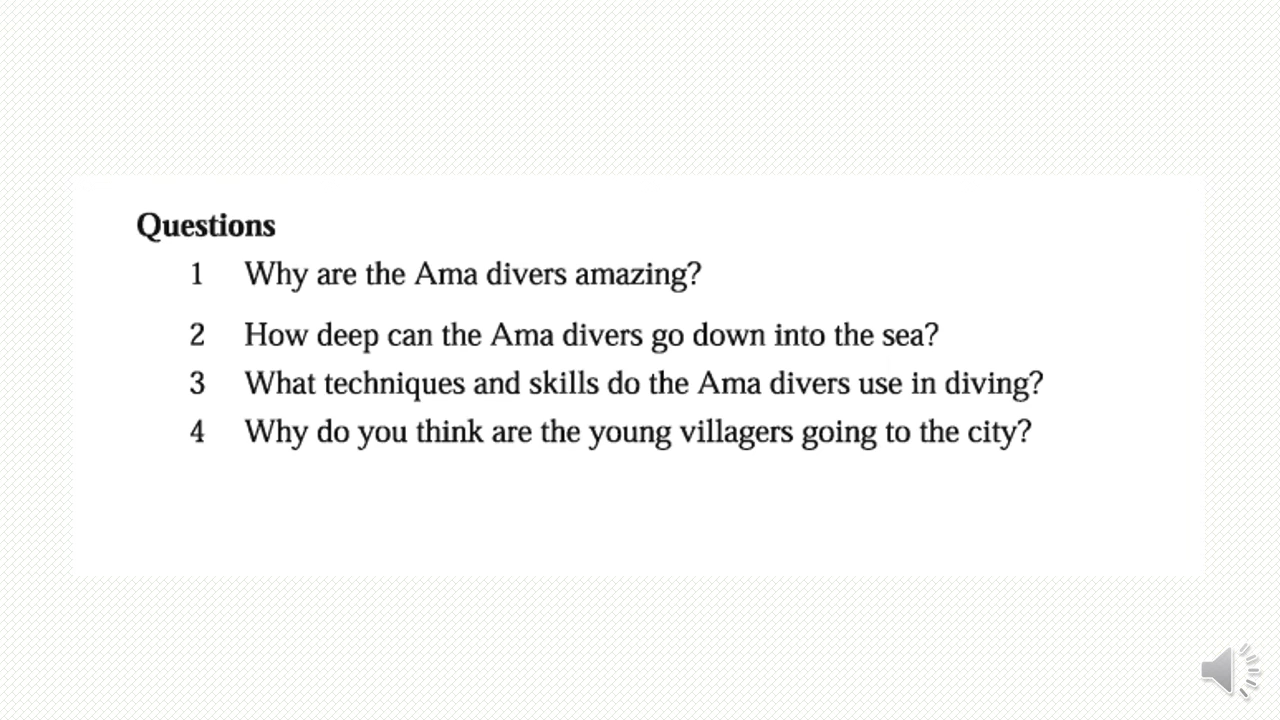 Questions
1 Why are the Ama divers amazing?
2 How deep can the Ama divers go down into the sea?
3 What techniques and skills do the Ama divers use in diving?
4 Why do you think are the young villagers going to the city?